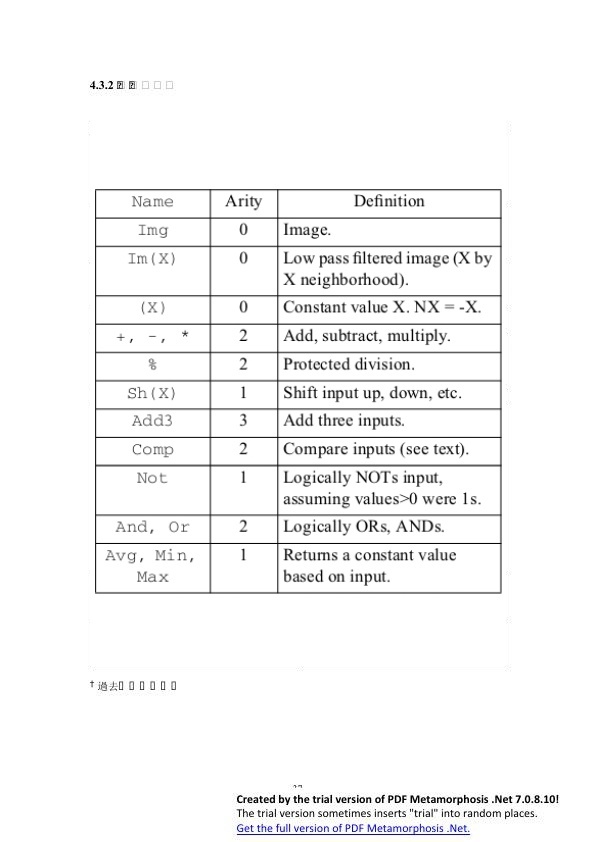 4.3.2
Name Arity Definition
Img 0 Image.
Im(X) 0 Low pass filtered image (X by
X neighborhood).
(X) 0 Constant value X. NX = -X.
+, -, * 2 Add, subtract, multiply.
% 2 Protected division.
Sh(X) 1 Shift input up, down, etc.
Add3 3 Add three inputs.
Comp 2 Compare inputs (see text).
Not 1 Logically NOTs input,
assuming values>0 were 1s.
And, Or 2 Logically ORs, ANDs.
Avg, Min, 1 Returns a constant value
Max based on input.
† 過去
Created by the trial version of PDF Metamorphosis .Net 7.0.8.10!
The trial version sometimes inserts "trial" into random places.
Get the full version of PDF Metamorphosis .Net.